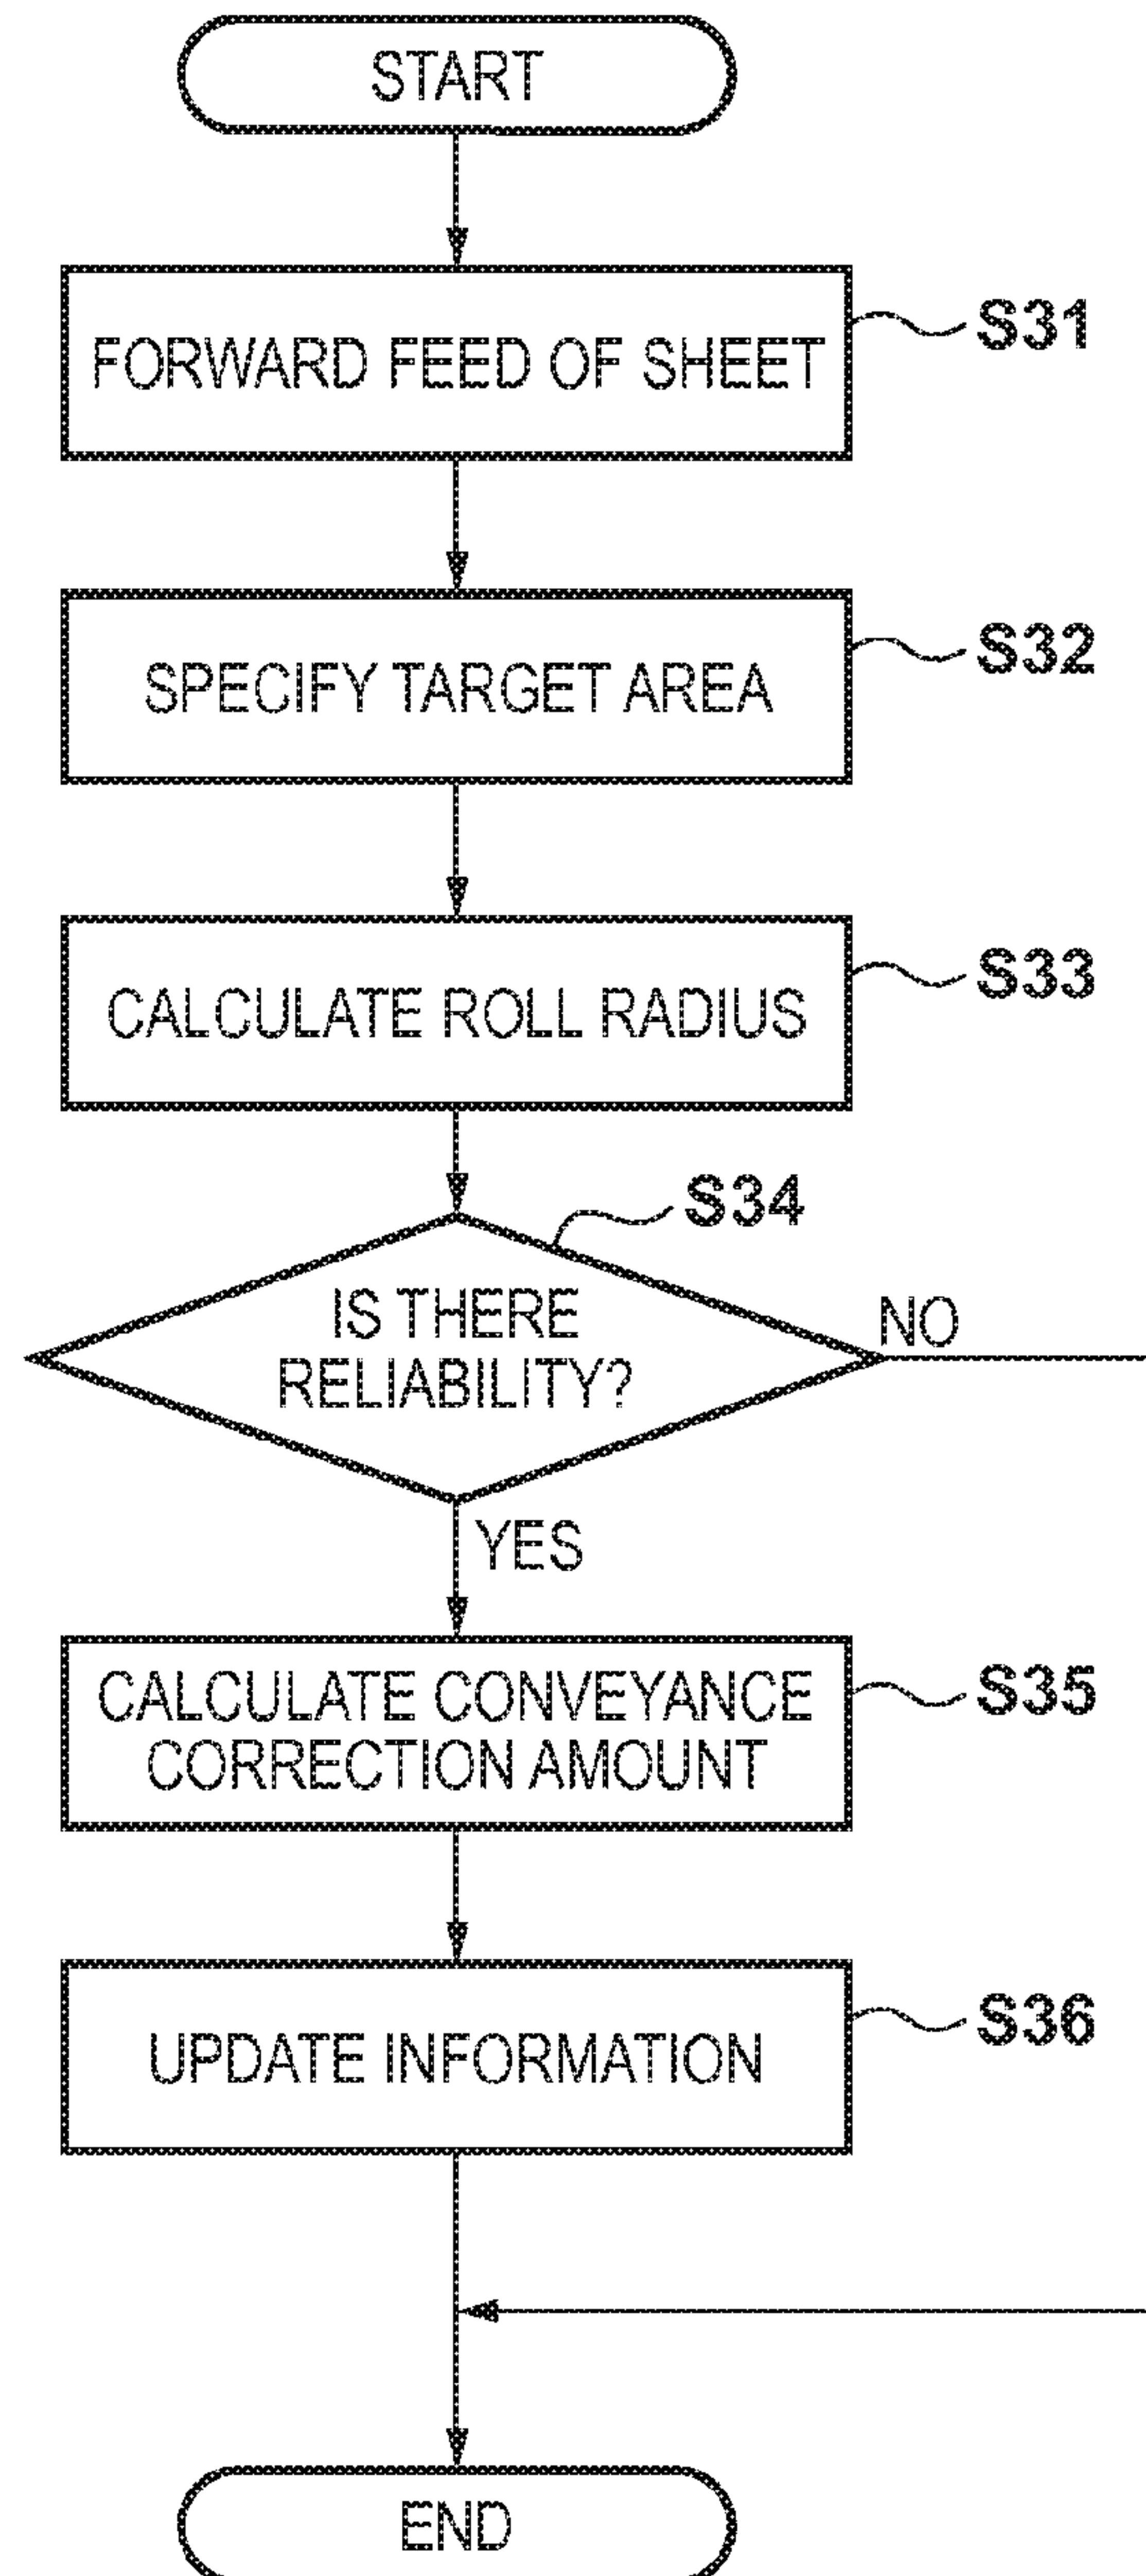 START
FORWARD FEED OF SHEET
S31
SPECIFY TARGET AREA
S32
CALCULATE ROLL RADIUS
S33
S34
IS THERE
RELIABILITY?
NO
YES
CALCULATE CONVEYANCE
CORRECTION AMOUNT
S35
UPDATE INFORMATION
S36
END